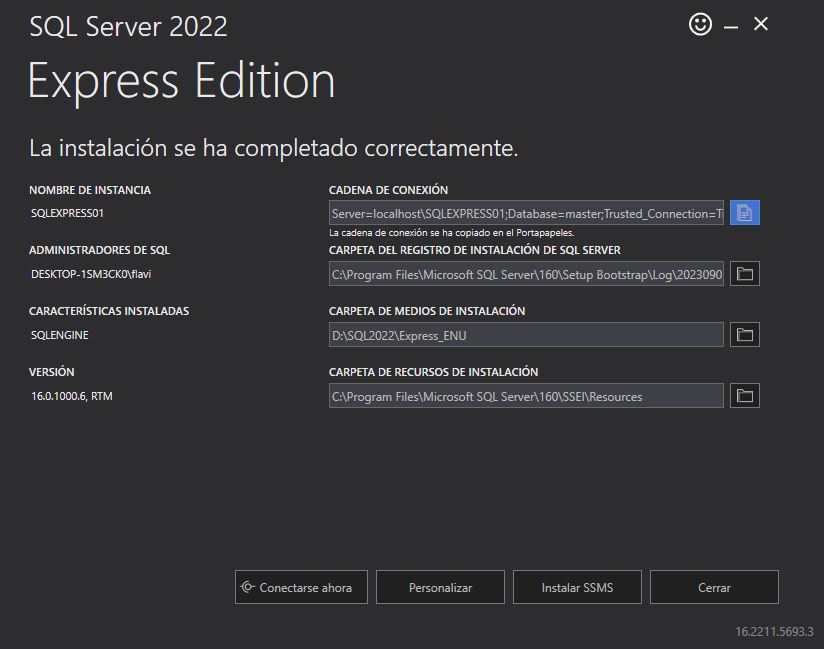 SQL Server 2022
Express Edition
La instalación se ha completado correctamente.
NOMBRE DE INSTANCIA
SQLEXPRESS01
CADENA DE CONEXIÓN
Server=localhost\SQLEXPRESS01;Database=master;Trusted_Connection=T
La cadena de conexión se ha copiado en el Portapapeles.
ADMINISTRADORES DE SQL
DESKTOP-1SM3CK0\flavi
CARPETA DEL REGISTRO DE INSTALACIÓN DE SQL SERVER
C:\Program Files\Microsoft SQL Server\160\Setup Bootstrap\Log\2023090
CARACTERÍSTICAS INSTALADAS
SQLENGINE
CARPETA DE MEDIOS DE INSTALACIÓN
D:\SQL2022\Express_ENU
VERSIÓN
16.0.1000.6, RTM
CARPETA DE RECURSOS DE INSTALACIÓN
C:\Program Files\Microsoft SQL Server\160\SSEI\Resources
Conectarse ahora
Personalizar
Instalar SSMS
Cerrar
16.2211.5693.3